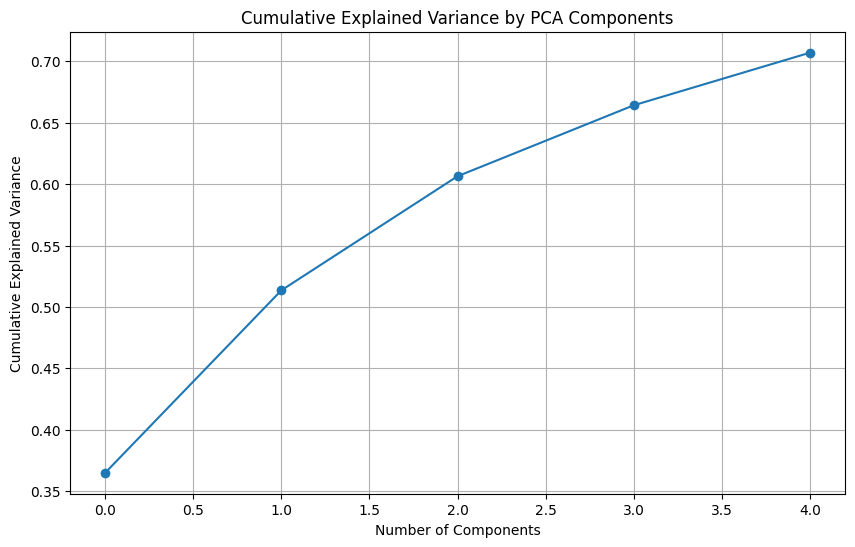 Cumulative Explained Variance by PCA Components
Cumulative Explained Variance
0.70
0.65
0.60
0.55
0.50
0.45
0.40
0.35
0.0 0.5 1.0 1.5 2.0 2.5 3.0 3.5 4.0
Number of Components